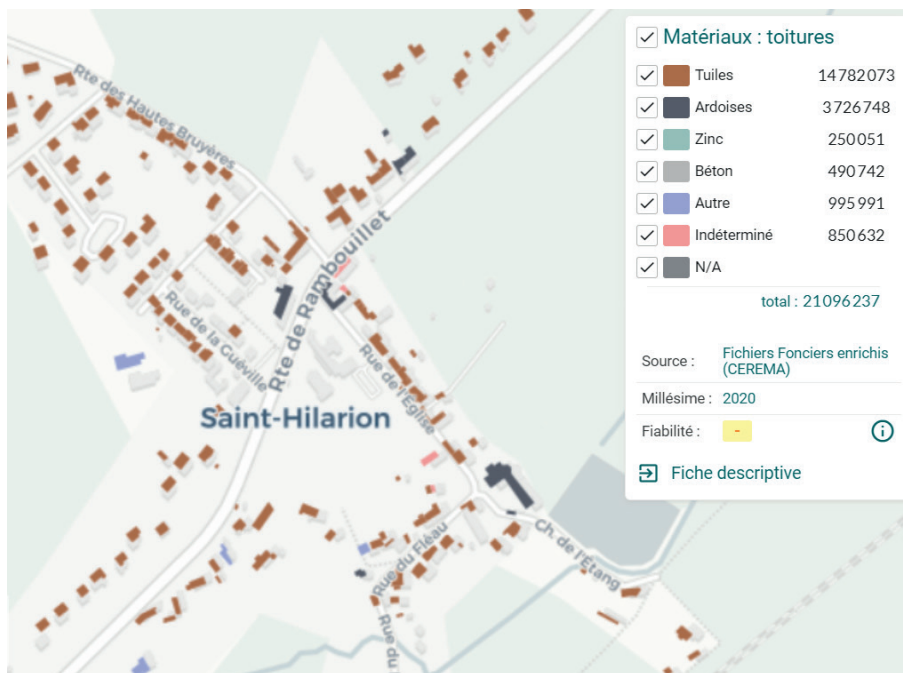 Matériaux : toitures
Tuiles 14782073
Ardoises 3726748
Zinc 250051
Béton 490742
Autre 995991
Indéterminé 850632
N/A
total : 21096237
Source : Fichiers Fonciers enrichis
(CEREMA)
Millésime : 2020
Fiabilité : -
Fiche descriptive
Rte des Hautes Bruyères
Rte de Rambouillet
Rue de la Guéville
Rue de l'Église
Saint-Hilarion
Ch. de l'Étang
Rue du Fléau
Rue du